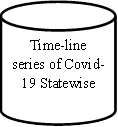 Time-line
series of Covid-
19 Statewise